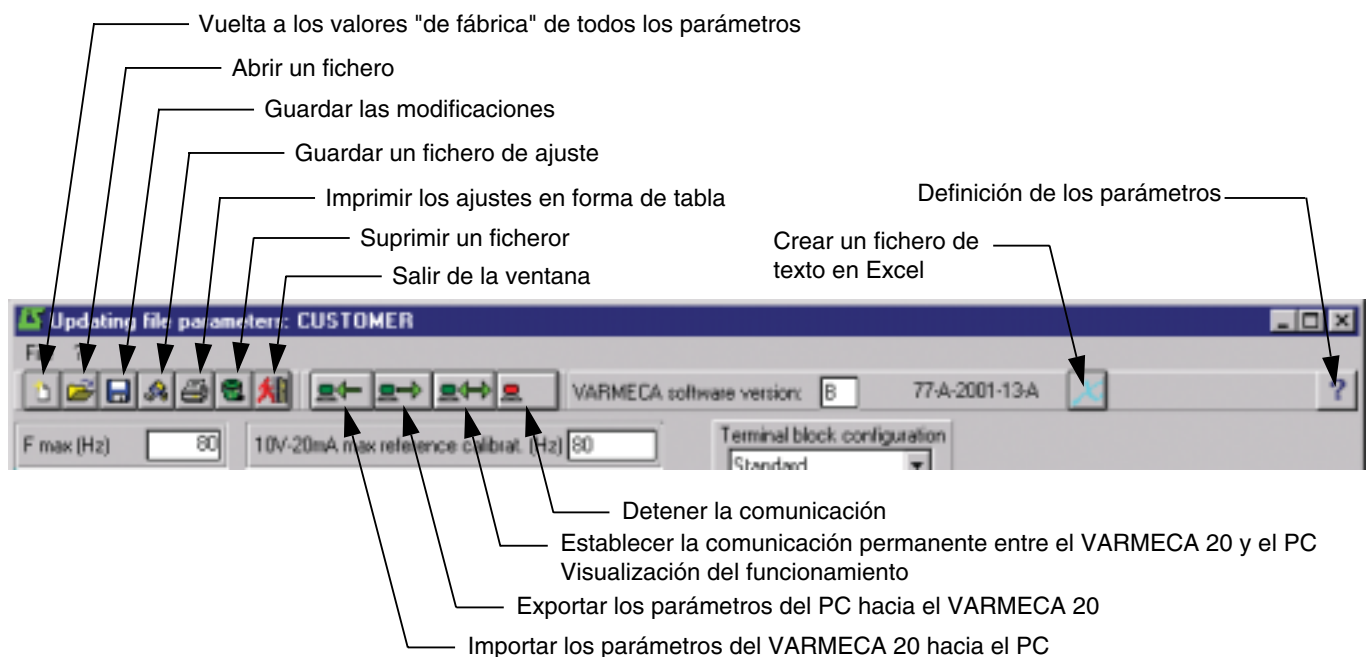 Vuelta a los valores "de fábrica" de todos los parámetros
Abrir un fichero
Guardar las modificaciones
Guardar un fichero de ajuste
Imprimir los ajustes en forma de tabla
Definición de los parámetros
Suprimir un ficheror
Crear un fichero de
texto en Excel
Salir de la ventana
Updating file parameters: CUSTOMER
?
VARMECA software version: B 77-A-2001-13-A
?
F max (Hz) 80
10V-20mA max reference calibrat. (Hz) 80
Terminal block configuration
Standard
Detener la comunicación
Establecer la comunicación permanente entre el VARMECA 20 y el PC
Visualización del funcionamiento
Exportar los parámetros del PC hacia el VARMECA 20
Importar los parámetros del VARMECA 20 hacia el PC